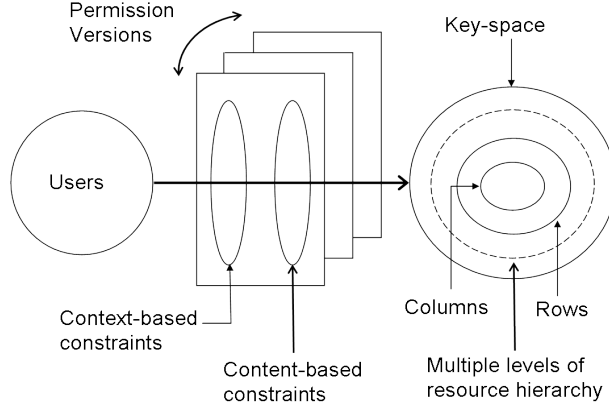 Permission
Versions
Key-space
Users
Columns
Rows
Context-based
constraints
Content-based
constraints
Multiple levels of
resource hierarchy